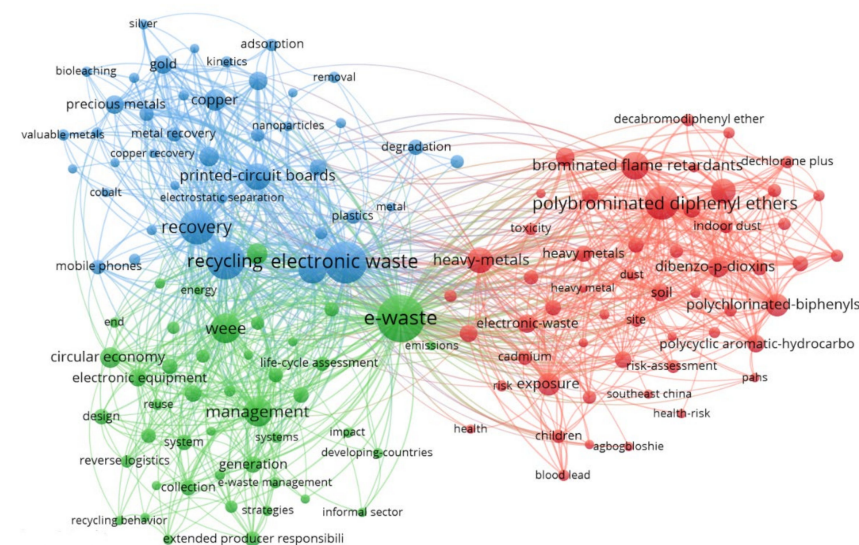 silver
adsorption
gold
kinetics
bioleaching
removal
precious metals
copper
decabromodiphenyl ether
valuable metals
metal recovery
nanoparticles
copper recovery
degradation
brominated flame retardants
dechlorane plus
printed-circuit boards
cobalt
electrostatic separation
metal
polybrominated diphenyl ethers
plastics
recovery
toxicity
indoor dust
recycling
electronic waste
heavy-metals
heavy metals
mobile phones
dust
dibenzo-p-dioxins
energy
heavy metal
soil
polychlorinated-biphenyls
end
weee
e-waste
electronic-waste
site
emissions
polycyclic aromatic-hydrocarbo
circular economy
life-cycle assessment
cadmium
risk-assessment
electronic equipment
risk
exposure
pahs
reuse
southeast china
design
management
health-risk
system
systems
impact
health
children
agbogbloshie
reverse logistics
generation
developing-countries
collection
e-waste management
blood lead
recycling behavior
strategies
informal sector
extended producer responsibili